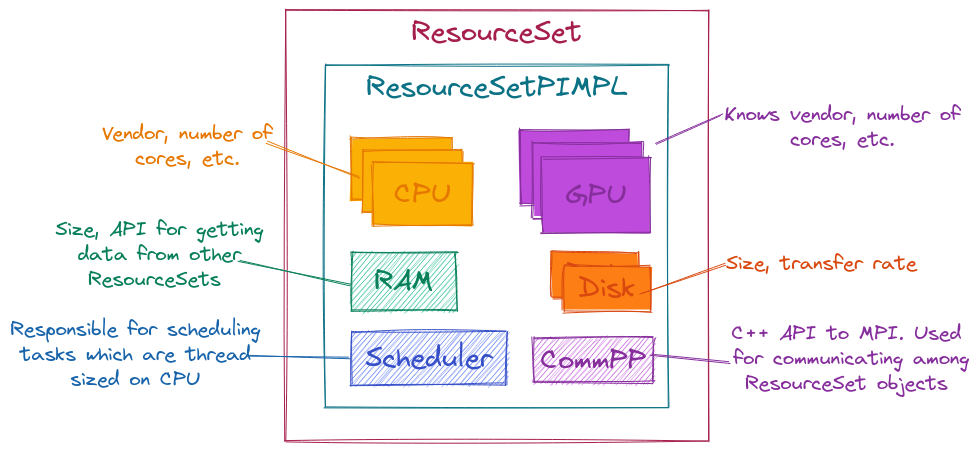 ResourceSet
ResourceSetPIMPL
Vendor, number of
cores, etc.
CPU
GPU
Knows vendor, number of
cores, etc.
Size, API for getting
data from other
ResourceSets
RAM
Disk
Size, transfer rate
Responsible for scheduling
tasks which are thread
sized on CPU
Scheduler
CommPP
C++ API to MPI. Used
for communicating among
ResourceSet objects